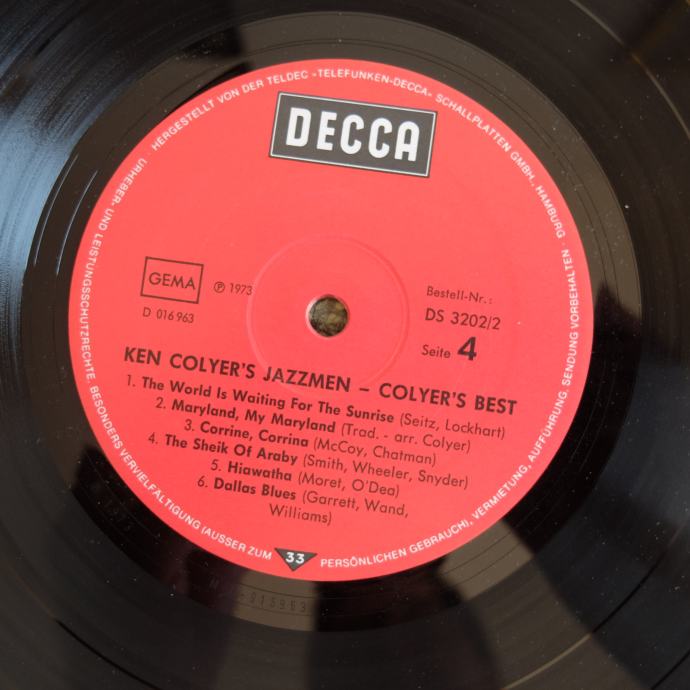 HERGESTELLT VON DER TELDEC »TELEFUNKEN-DECCA« SCHALLPLATTEN GMBH., HAMBURG ·
URHEBER- UND LEISTUNGSSCHUTZRECHTE, BESONDERS VERVIELFÄLTIGUNG (AUSSER ZUM PERSÖNLICHEN GEBRAUCH), VERMIETUNG, AUFFÜHRUNG, SENDUNG VORBEHALTEN ·
DECCA
GEMA
℗ 1973
D 016 963
Bestell-Nr.:
DS 3202/2
Seite 4
KEN COLYER'S JAZZMEN – COLYER'S BEST
1. The World Is Waiting For The Sunrise (Seitz, Lockhart)
2. Maryland, My Maryland (Trad. - arr. Colyer)
3. Corrine, Corrina (McCoy, Chatman)
4. The Sheik Of Araby (Smith, Wheeler, Snyder)
5. Hiawatha (Moret, O'Dea)
6. Dallas Blues (Garrett, Wand,
Williams)
33